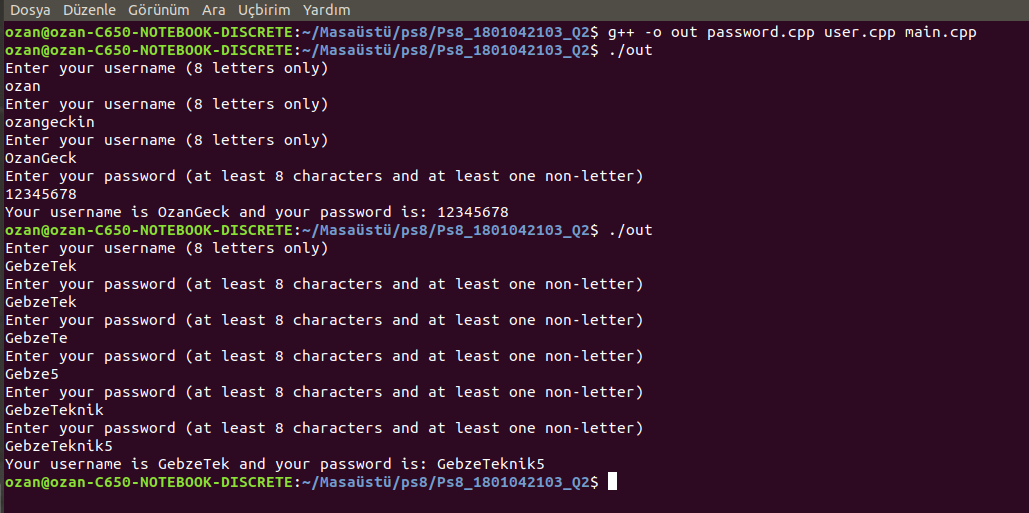 Dosya Düzenle Görünüm Ara Uçbirim Yardım
ozan@ozan-C650-NOTEBOOK-DISCRETE:~/Masaüstü/ps8/Ps8_1801042103_Q2$ g++ -o out password.cpp user.cpp main.cpp
ozan@ozan-C650-NOTEBOOK-DISCRETE:~/Masaüstü/ps8/Ps8_1801042103_Q2$ ./out
Enter your username (8 letters only)
ozan
Enter your username (8 letters only)
ozangeckin
Enter your username (8 letters only)
OzanGeck
Enter your password (at least 8 characters and at least one non-letter)
12345678
Your username is OzanGeck and your password is: 12345678
ozan@ozan-C650-NOTEBOOK-DISCRETE:~/Masaüstü/ps8/Ps8_1801042103_Q2$ ./out
Enter your username (8 letters only)
GebzeTek
Enter your password (at least 8 characters and at least one non-letter)
GebzeTek
Enter your password (at least 8 characters and at least one non-letter)
GebzeTe
Enter your password (at least 8 characters and at least one non-letter)
Gebze5
Enter your password (at least 8 characters and at least one non-letter)
GebzeTeknik
Enter your password (at least 8 characters and at least one non-letter)
GebzeTeknik5
Your username is GebzeTek and your password is: GebzeTeknik5
ozan@ozan-C650-NOTEBOOK-DISCRETE:~/Masaüstü/ps8/Ps8_1801042103_Q2$